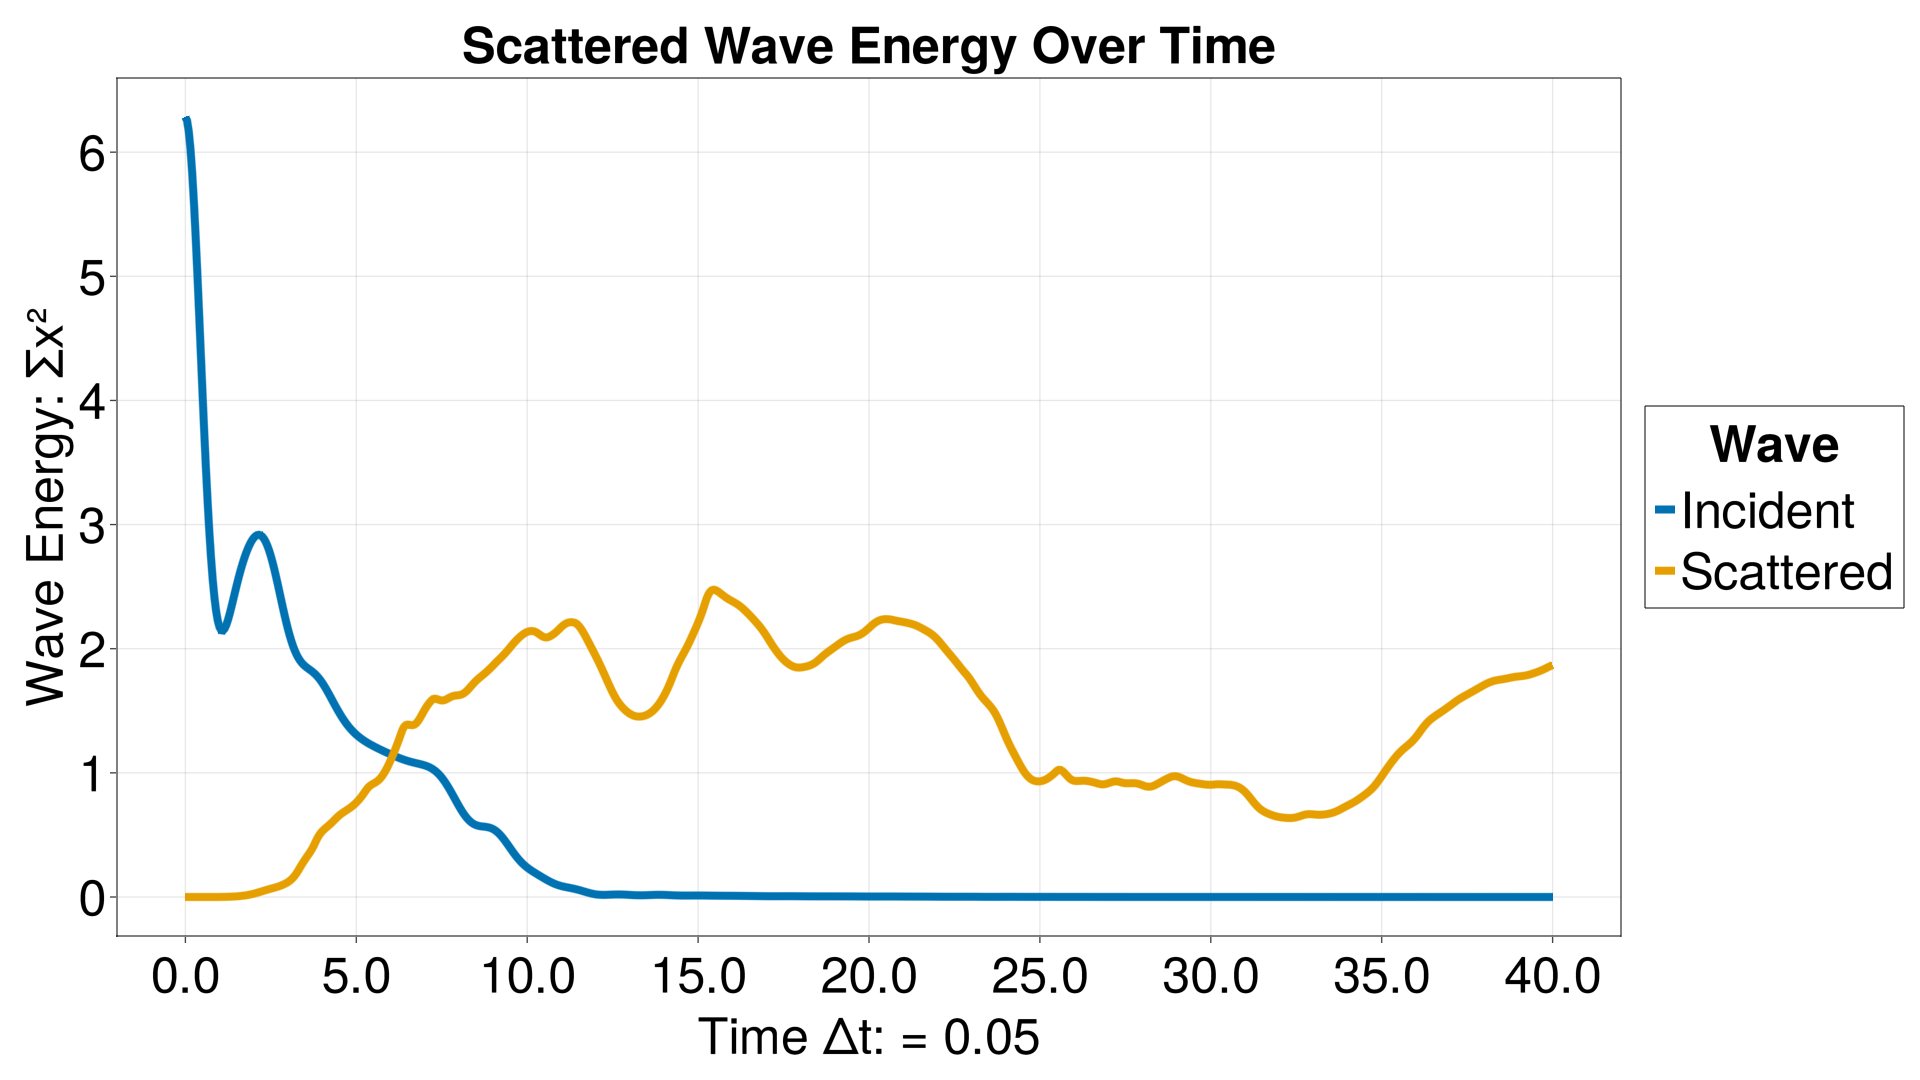 Scattered Wave Energy Over Time
Wave Energy: Σx²
6
5
4
3
2
1
0
0.0 5.0 10.0 15.0 20.0 25.0 30.0 35.0 40.0
Time Δt: = 0.05
Wave
Incident
Scattered